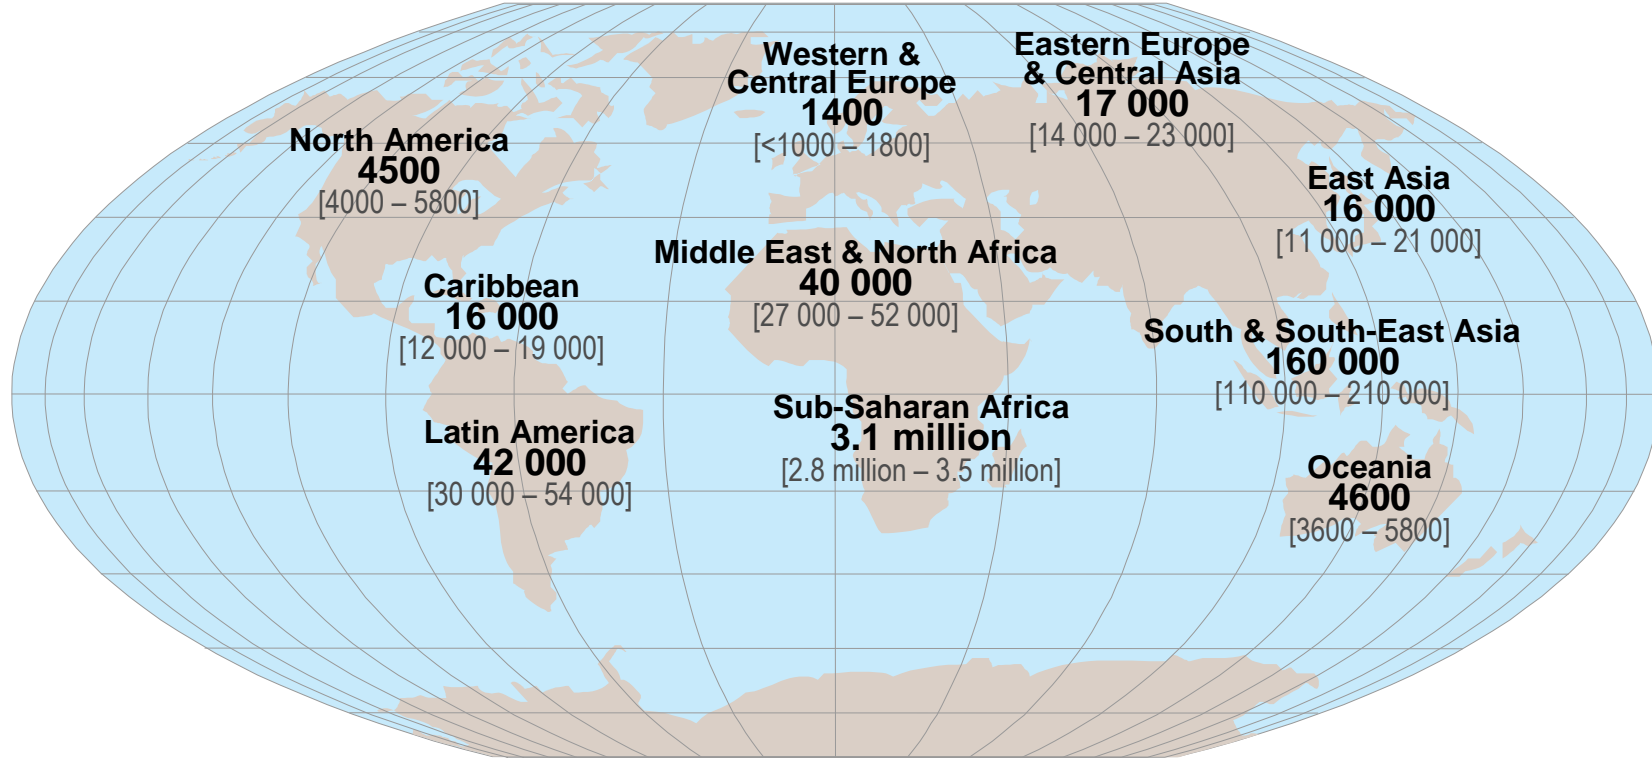 Western &
Central Europe
1400
[<1000 – 1800]
Eastern Europe
& Central Asia
17 000
[14 000 – 23 000]
North America
4500
[4000 – 5800]
East Asia
16 000
[11 000 – 21 000]
Middle East & North Africa
40 000
[27 000 – 52 000]
Caribbean
16 000
[12 000 – 19 000]
South & South-East Asia
160 000
[110 000 – 210 000]
Sub-Saharan Africa
3.1 million
[2.8 million – 3.5 million]
Latin America
42 000
[30 000 – 54 000]
Oceania
4600
[3600 – 5800]